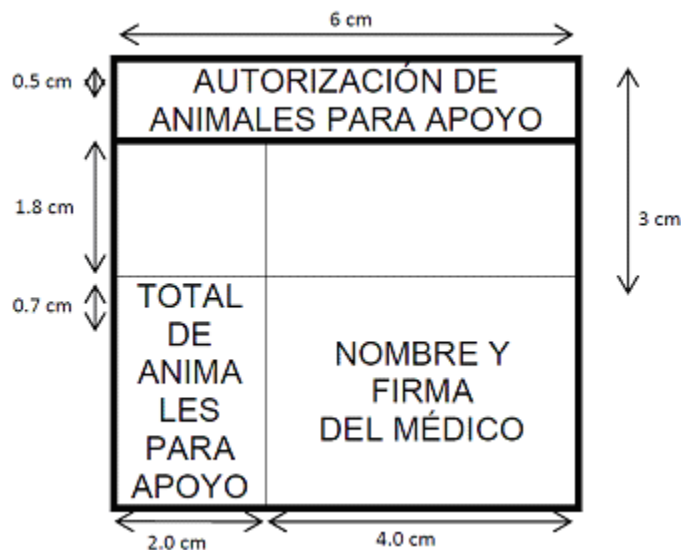 6 cm
0.5 cm
AUTORIZACIÓN DE
ANIMALES PARA APOYO
1.8 cm
3 cm
0.7 cm
TOTAL
DE
ANIMA
LES
PARA
APOYO
NOMBRE Y
FIRMA
DEL MÉDICO
2.0 cm
4.0 cm